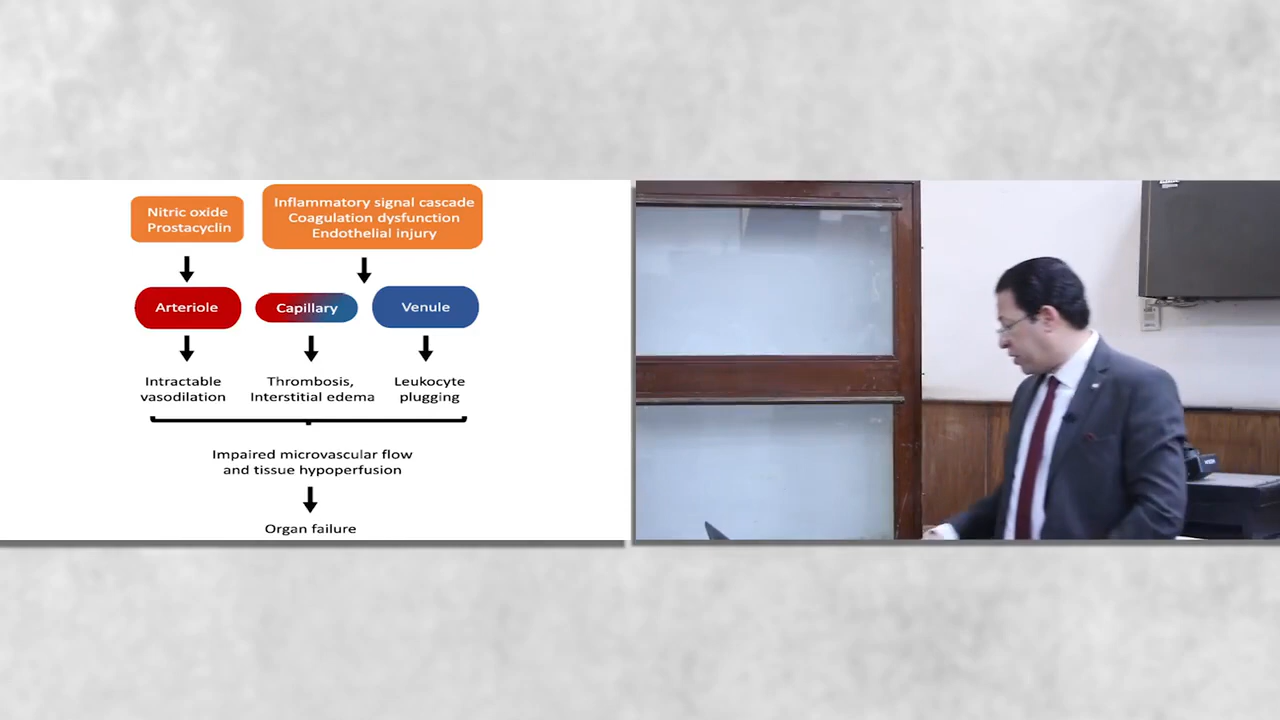 Nitric oxide
Prostacyclin
Inflammatory signal cascade
Coagulation dysfunction
Endothelial injury
Arteriole
Capillary
Venule
Intractable
vasodilation
Thrombosis,
Interstitial edema
Leukocyte
plugging
Impaired microvascular flow
and tissue hypoperfusion
Organ failure